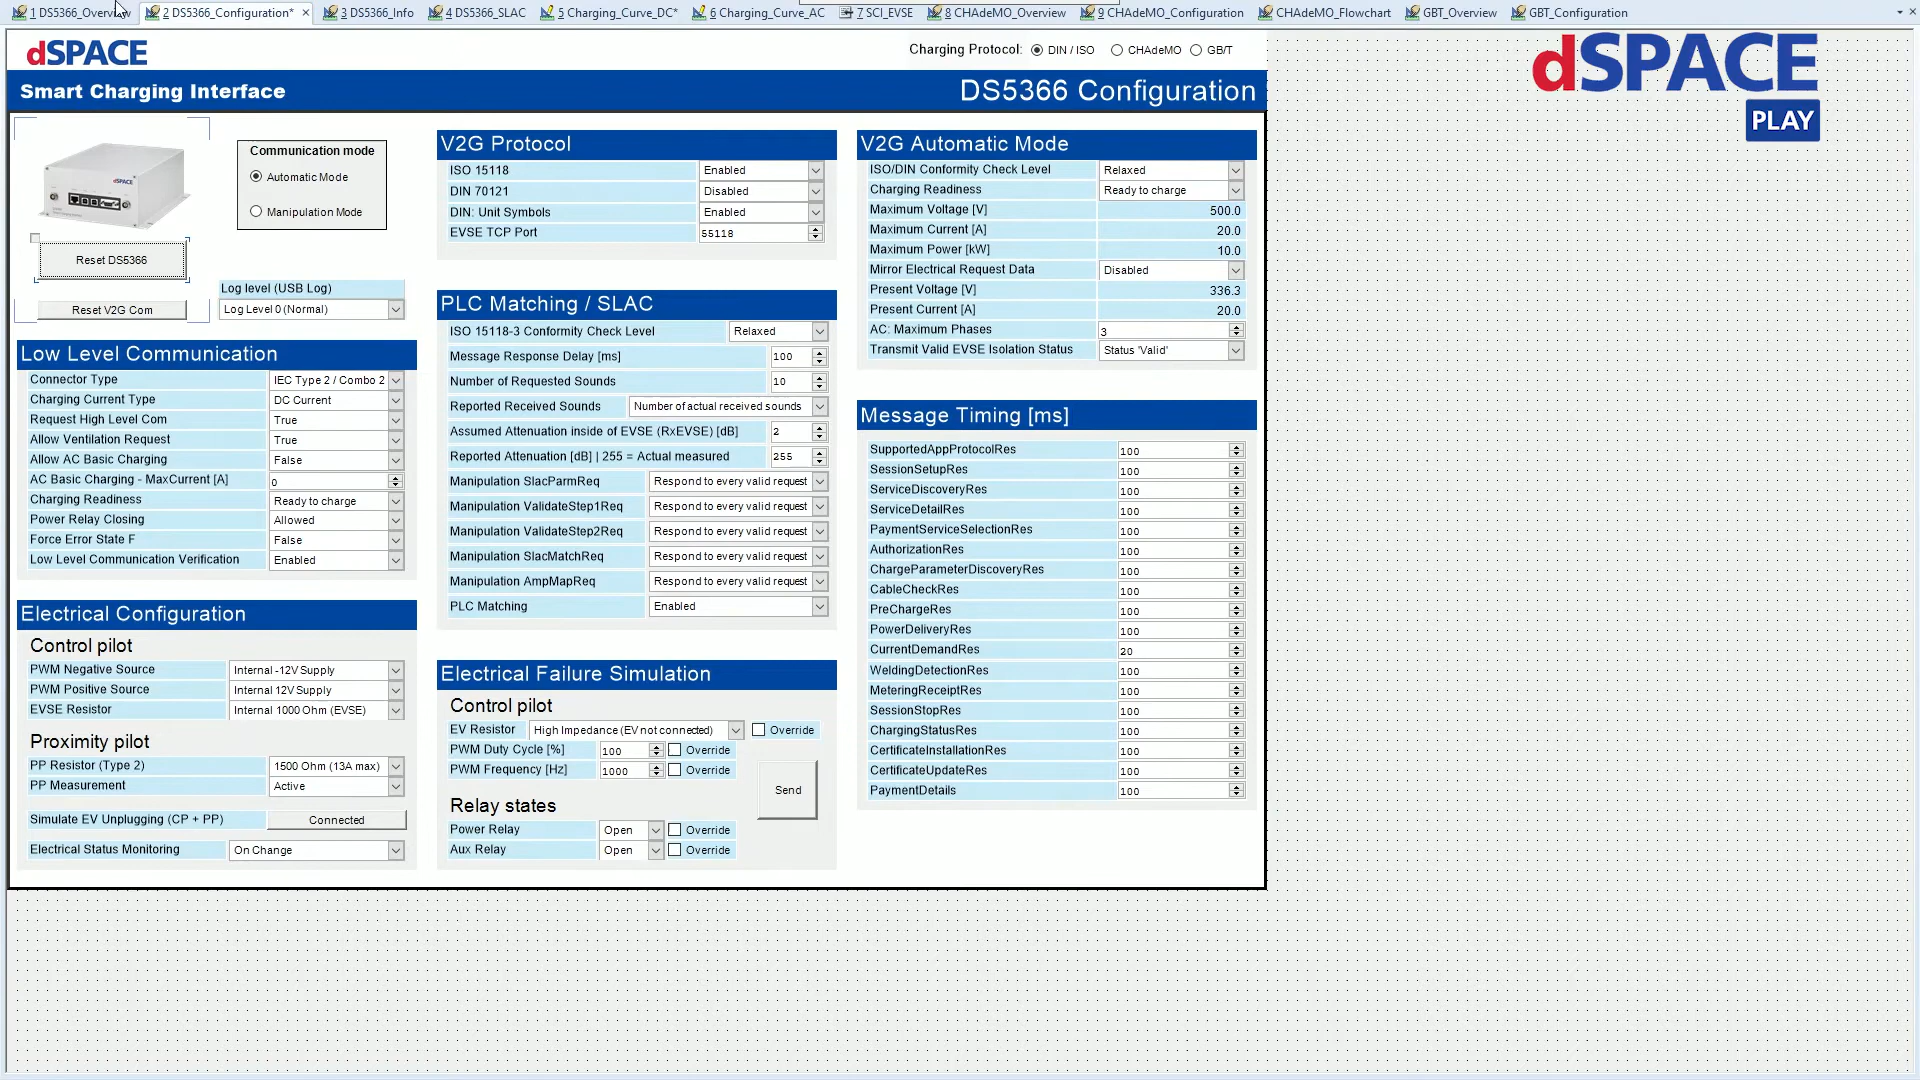 1 DS5366_Overview
2 DS5366_Configuration*
3 DS5366_Info
4 DS5366_SLAC
5 Charging_Curve_DC*
6 Charging_Curve_AC
7 SCI_EVSE
8 CHAdeMO_Overview
9 CHAdeMO_Configuration
CHAdeMO_Flowchart
GBT_Overview
GBT_Configuration
dSPACE
Charging Protocol: DIN / ISO CHAdeMO GB/T
Smart Charging Interface
DS5366 Configuration
dSPACE
PLAY
dSPACE
Reset DS5366
Reset V2G Com
Communication mode
Automatic Mode
Manipulation Mode
Log level (USB Log)
Log Level 0 (Normal)
Low Level Communication
Connector Type IEC Type 2 / Combo 2
Charging Current Type DC Current
Request High Level Com True
Allow Ventilation Request True
Allow AC Basic Charging False
AC Basic Charging - MaxCurrent [A] 0
Charging Readiness Ready to charge
Power Relay Closing Allowed
Force Error State F False
Low Level Communication Verification Enabled
Electrical Configuration
Control pilot
PWM Negative Source Internal -12V Supply
PWM Positive Source Internal 12V Supply
EVSE Resistor Internal 1000 Ohm (EVSE)
Proximity pilot
PP Resistor (Type 2) 1500 Ohm (13A max)
PP Measurement Active
Simulate EV Unplugging (CP + PP) Connected
Electrical Status Monitoring On Change
V2G Protocol
ISO 15118 Enabled
DIN 70121 Disabled
DIN: Unit Symbols Enabled
EVSE TCP Port 55118
PLC Matching / SLAC
ISO 15118-3 Conformity Check Level Relaxed
Message Response Delay [ms] 100
Number of Requested Sounds 10
Reported Received Sounds Number of actual received sounds
Assumed Attenuation inside of EVSE (RxEVSE) [dB] 2
Reported Attenuation [dB] | 255 = Actual measured 255
Manipulation SlacParmReq Respond to every valid request
Manipulation ValidateStep1Req Respond to every valid request
Manipulation ValidateStep2Req Respond to every valid request
Manipulation SlacMatchReq Respond to every valid request
Manipulation AmpMapReq Respond to every valid request
PLC Matching Enabled
Electrical Failure Simulation
Control pilot
EV Resistor High Impedance (EV not connected) Override
PWM Duty Cycle [%] 100 Override
PWM Frequency [Hz] 1000 Override
Send
Relay states
Power Relay Open Override
Aux Relay Open Override
V2G Automatic Mode
ISO/DIN Conformity Check Level Relaxed
Charging Readiness Ready to charge
Maximum Voltage [V] 500.0
Maximum Current [A] 20.0
Maximum Power [kW] 10.0
Mirror Electrical Request Data Disabled
Present Voltage [V] 336.3
Present Current [A] 20.0
AC: Maximum Phases 3
Transmit Valid EVSE Isolation Status Status 'Valid'
Message Timing [ms]
SupportedAppProtocolRes 100
SessionSetupRes 100
ServiceDiscoveryRes 100
ServiceDetailRes 100
PaymentServiceSelectionRes 100
AuthorizationRes 100
ChargeParameterDiscoveryRes 100
CableCheckRes 100
PreChargeRes 100
PowerDeliveryRes 100
CurrentDemandRes 20
WeldingDetectionRes 100
MeteringReceiptRes 100
SessionStopRes 100
ChargingStatusRes 100
CertificateInstallationRes 100
CertificateUpdateRes 100
PaymentDetails 100